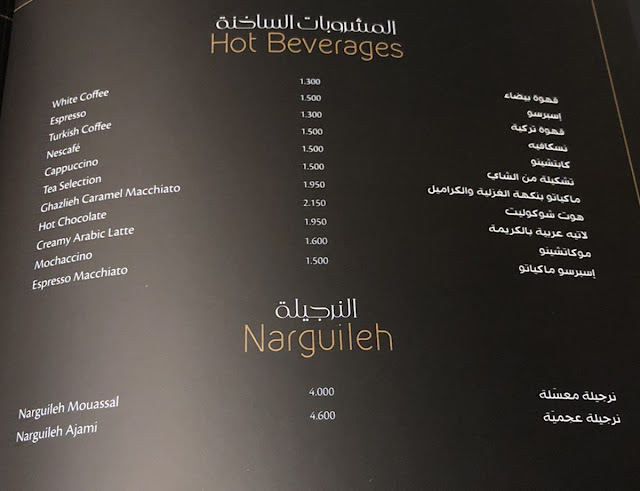 المشروبات الساخنة
Hot Beverages
White Coffee 1.300 قهوة بيضاء
Espresso 1.500 إسبرسو
Turkish Coffee 1.300 قهوة تركية
Nescafé 1.500 نسكافيه
Cappuccino 1.500 كابتشينو
Tea Selection 1.500 تشكيلة من الشاي
Ghazlieh Caramel Macchiato 1.950 ماكياتو بنكهة الغزلية والكراميل
Hot Chocolate 2.150 هوت شوكوليت
Creamy Arabic Latte 1.950 لاتيه عربية بالكريمة
Mochaccino 1.600 موكاتشينو
Espresso Macchiato 1.500 إسبرسو ماكياتو
النرجيلة
Narguileh
Narguileh Mouassal 4.000 نرجيلة معسّلة
Narguileh Ajami 4.600 نرجيلة عجميّة